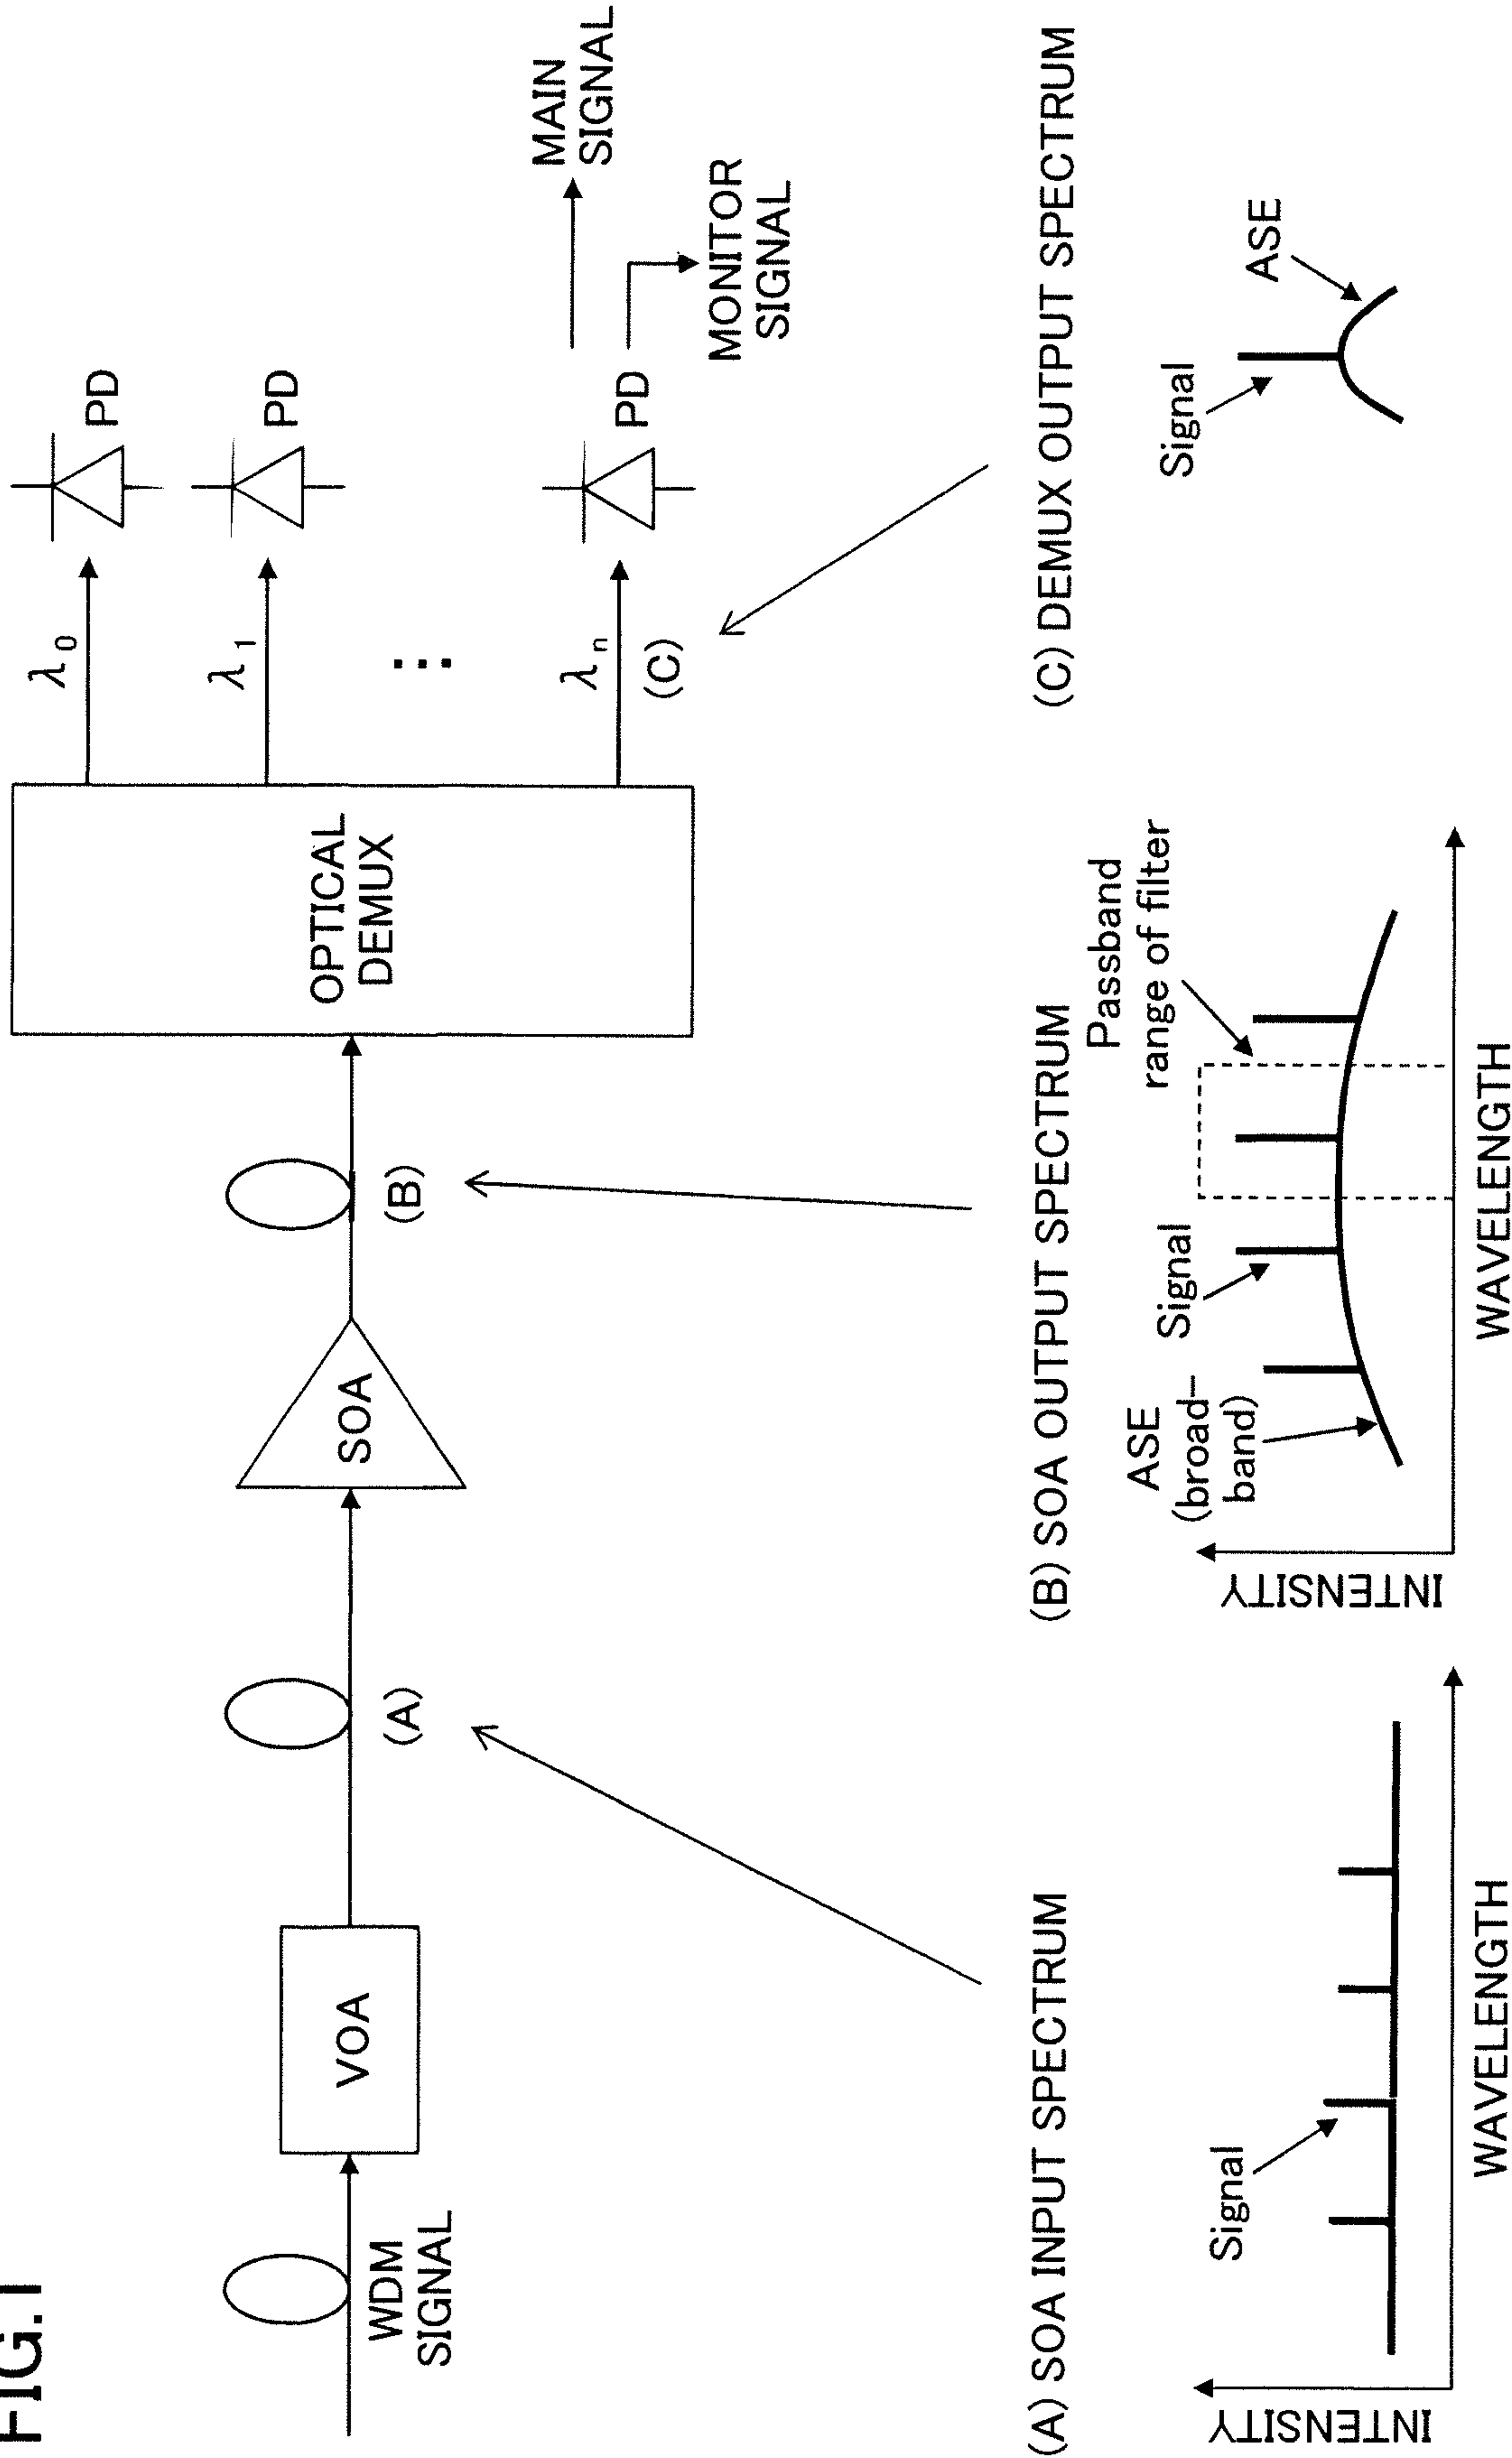 FIG.1
WDM
SIGNAL
VOA
(A)
SOA
(B)
OPTICAL
DEMUX
λ0
λ1
⋮
λn
(C)
PD
PD
PD
MAIN
SIGNAL
MONITOR
SIGNAL
(A) SOA INPUT SPECTRUM
INTENSITY
Signal
WAVELENGTH
(B) SOA OUTPUT SPECTRUM
INTENSITY
ASE
(broad-
band)
Signal
Passband
range of filter
WAVELENGTH
(C) DEMUX OUTPUT SPECTRUM
Signal
ASE